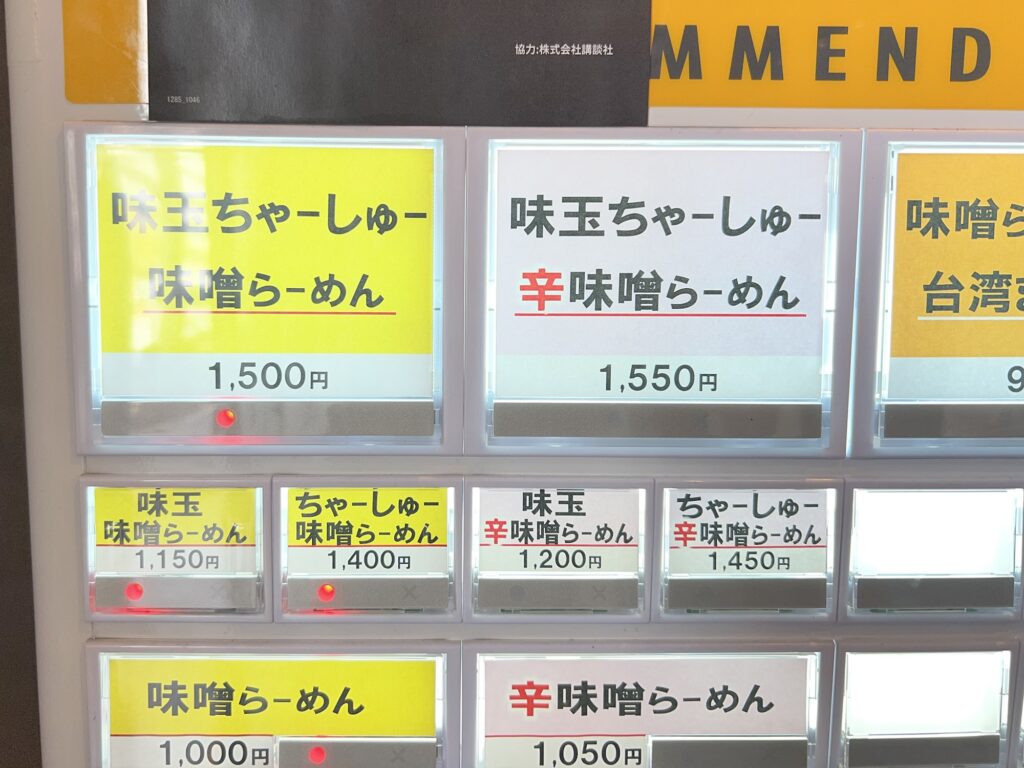 協力:株式会社講談社
MMEND
1285_1046
味玉ちゃーしゅー
味噌らーめん
1,500円
味玉ちゃーしゅー
辛味噌らーめん
1,550円
味噌ら
台湾
9
味玉
味噌らーめん
1,150円
ちゃーしゅー
味噌らーめん
1,400円
味玉
辛味噌らーめん
1,200円
ちゃーしゅー
辛味噌らーめん
1,450円
味噌らーめん
1,000円
辛味噌らーめん
1,050円